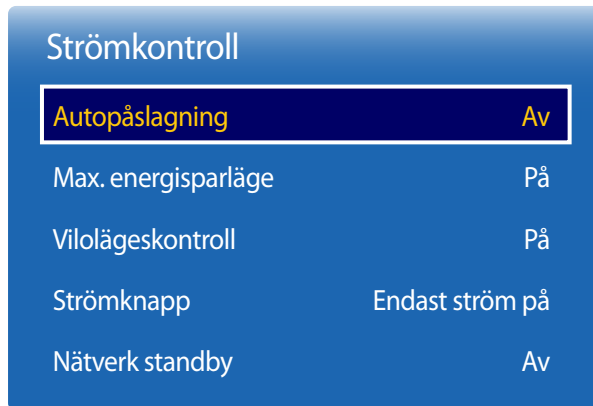 Strömkontroll
Autopåslagning Av
Max. energisparläge På
Vilolägeskontroll På
Strömknapp Endast ström på
Nätverk standby Av